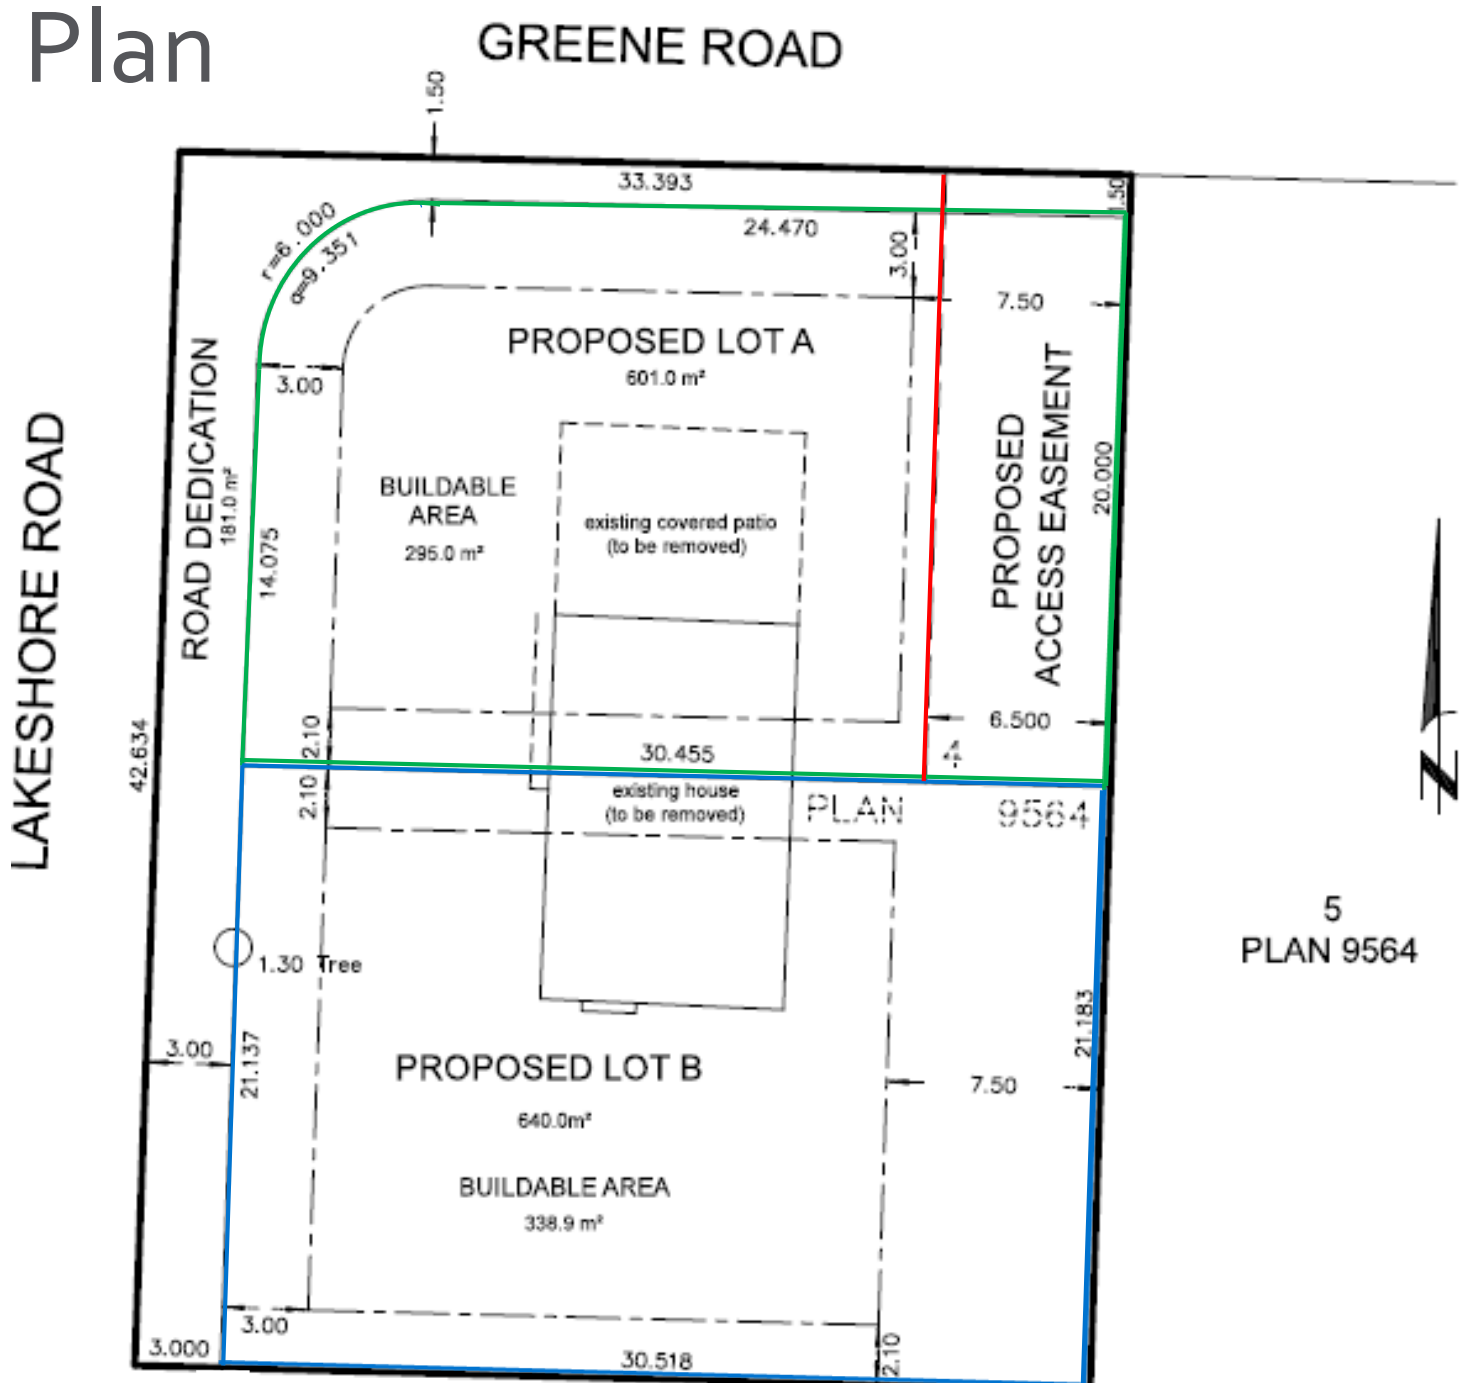 Plan
GREENE ROAD
1.50
33.393
1.50
r=6.000
a=9.351
24.470
3.00
7.50
PROPOSED LOT A
601.0 m²
3.00
ROAD DEDICATION
181.0 m²
LAKESHORE ROAD
BUILDABLE
AREA
295.0 m²
existing covered patio
(to be removed)
PROPOSED
ACCESS EASEMENT
20.000
14.075
42.634
2.10
30.455
6.500
4
2.10
existing house
(to be removed)
PLAN 9564
5
PLAN 9564
1.30 Tree
3.00
21.137
PROPOSED LOT B
640.0m²
7.50
21.183
BUILDABLE AREA
338.9 m²
3.00
3.000
30.518
2.10
N